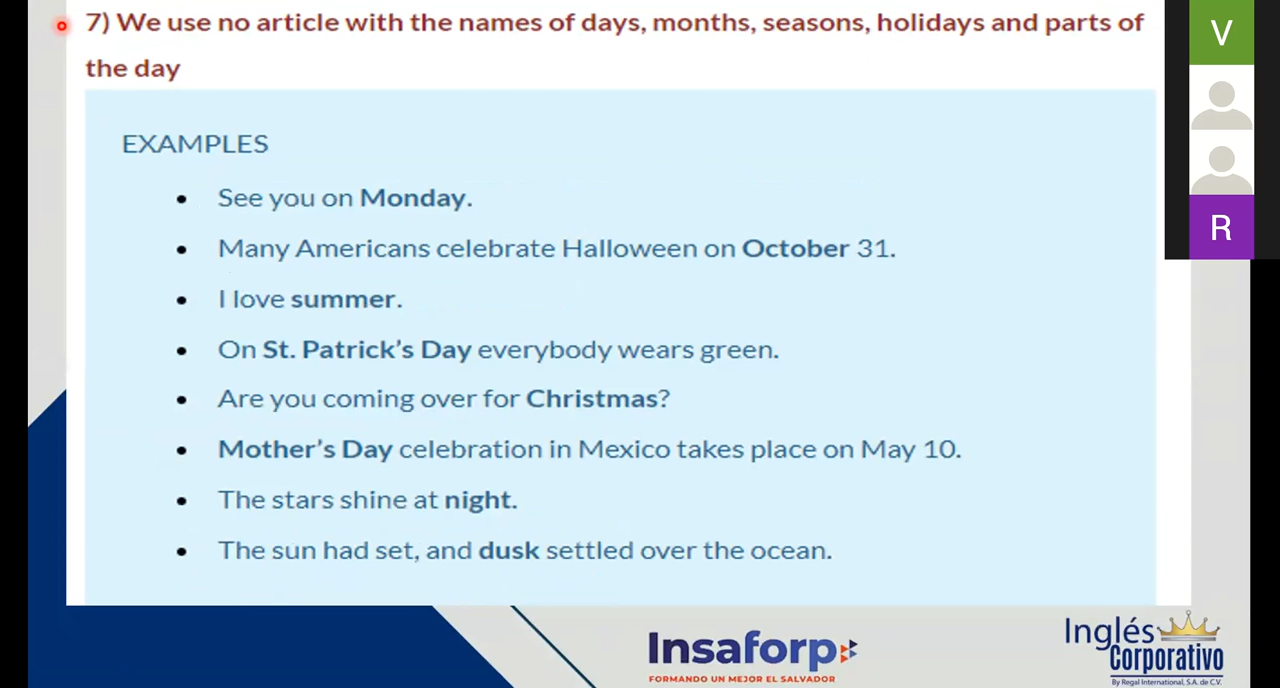 7) We use no article with the names of days, months, seasons, holidays and parts of
the day
EXAMPLES
• See you on Monday.
• Many Americans celebrate Halloween on October 31.
• I love summer.
• On St. Patrick's Day everybody wears green.
• Are you coming over for Christmas?
• Mother's Day celebration in Mexico takes place on May 10.
• The stars shine at night.
• The sun had set, and dusk settled over the ocean.
V
R
Insaforp
FORMANDO UN MEJOR EL SALVADOR
Inglés
Corporativo
By Regal International, S.A. de C.V.